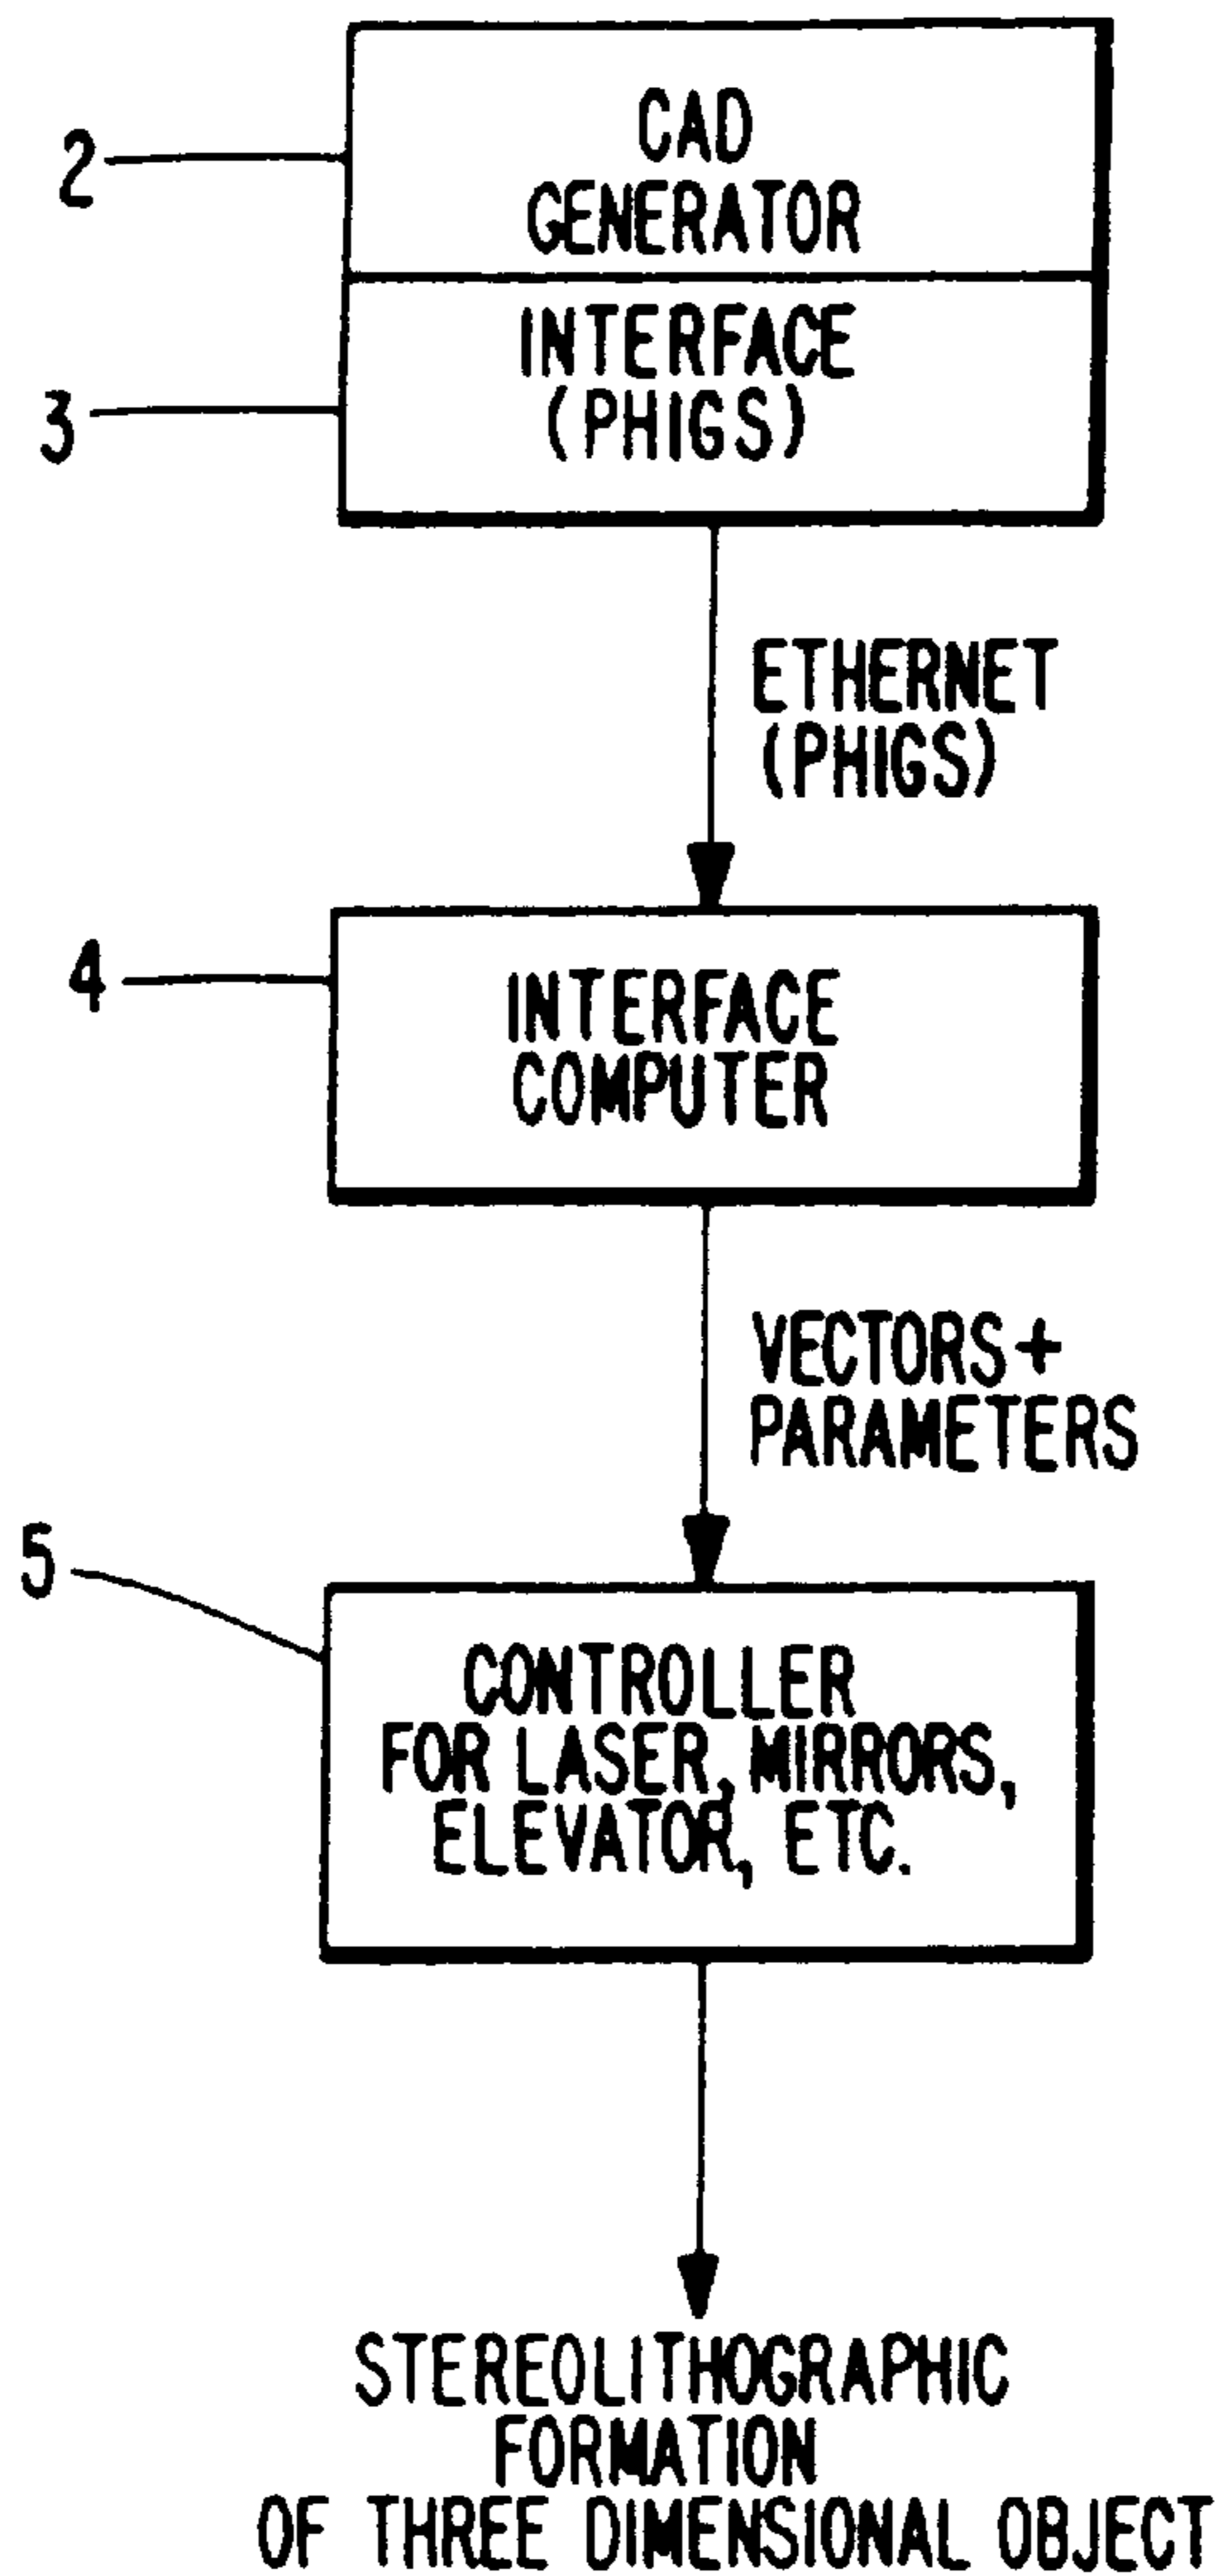 2
CAD
GENERATOR
3
INTERFACE
(PHIGS)
ETHERNET
(PHIGS)
4
INTERFACE
COMPUTER
VECTORS+
PARAMETERS
5
CONTROLLER
FOR LASER, MIRRORS,
ELEVATOR, ETC.
STEREOLITHOGRAPHIC
FORMATION
OF THREE DIMENSIONAL OBJECT